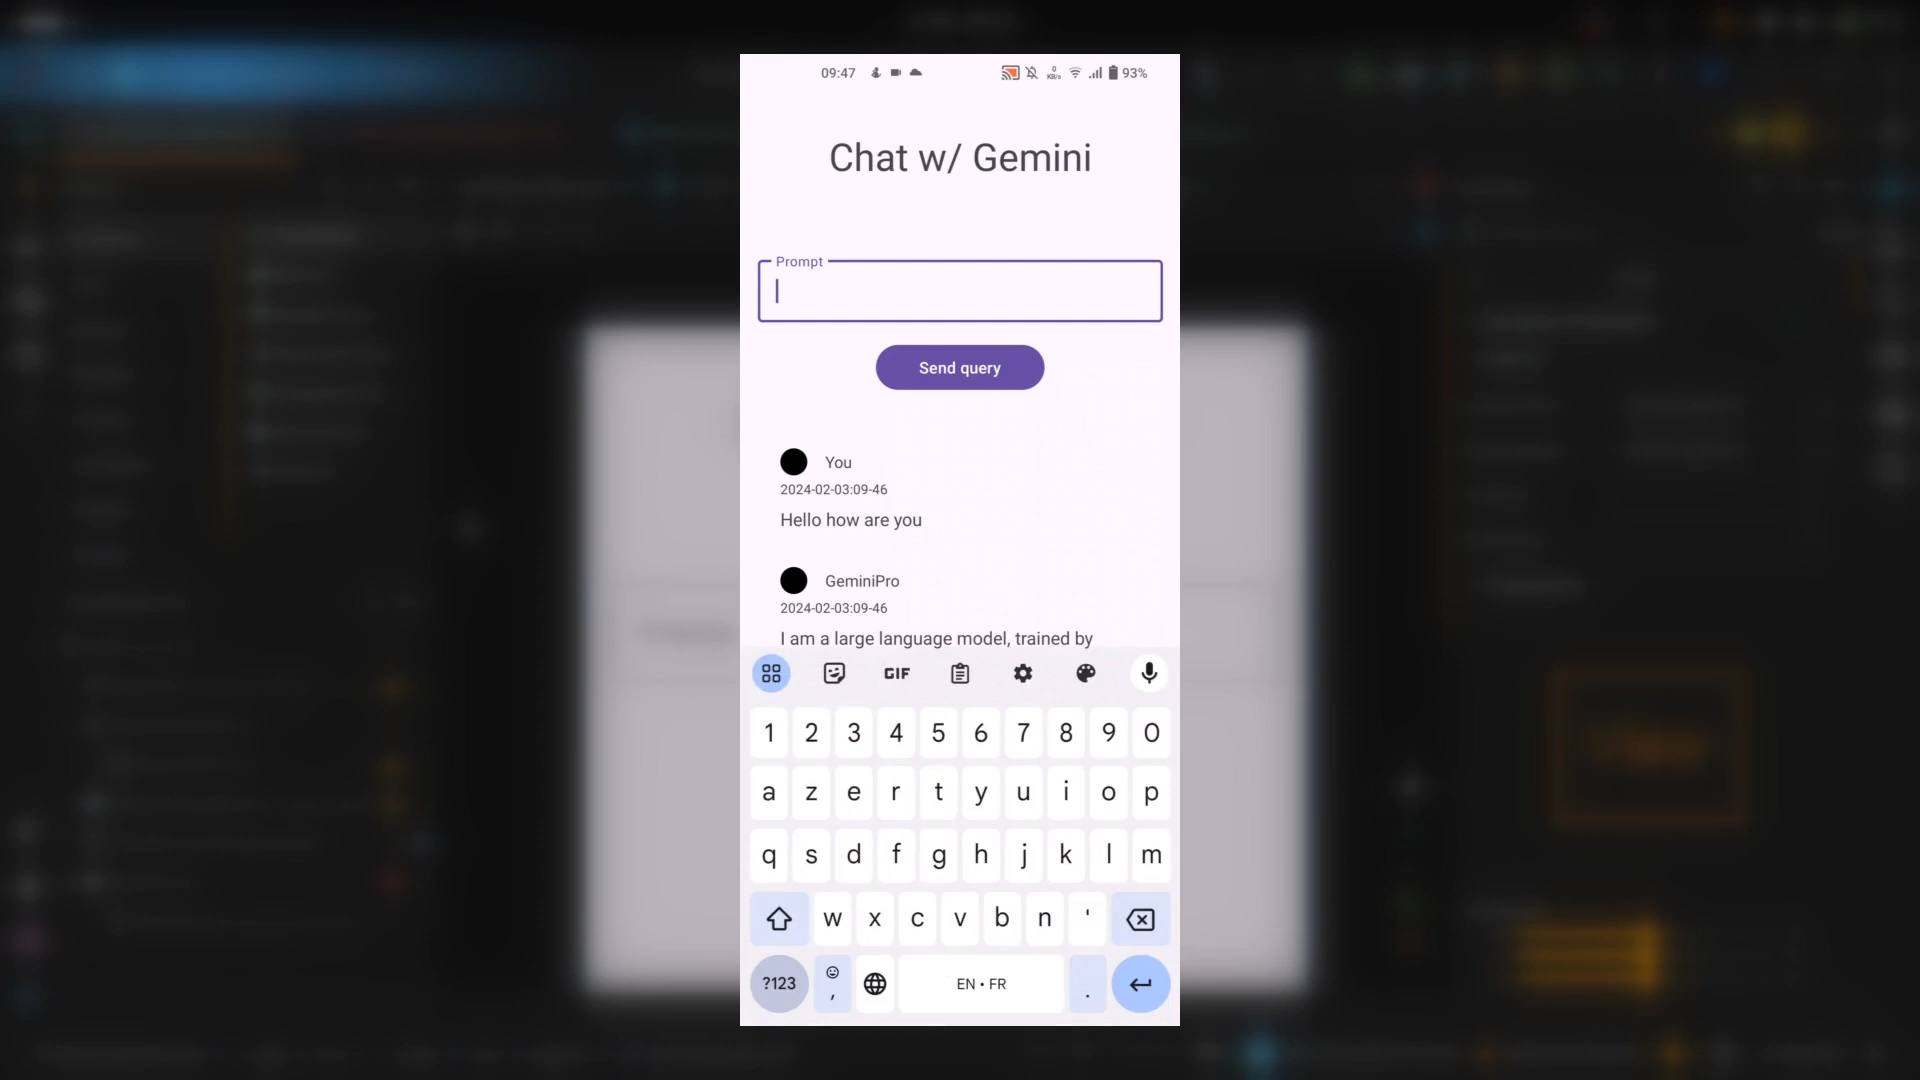 09:47 0 KB/s 93%
Chat w/ Gemini
Prompt
Send query
You
2024-02-03:09-46
Hello how are you
GeminiPro
2024-02-03:09-46
I am a large language model, trained by
GIF
1 2 3 4 5 6 7 8 9 0
a z e r t y u i o p
q s d f g h j k l m
w x c v b n '
?123 , EN • FR .